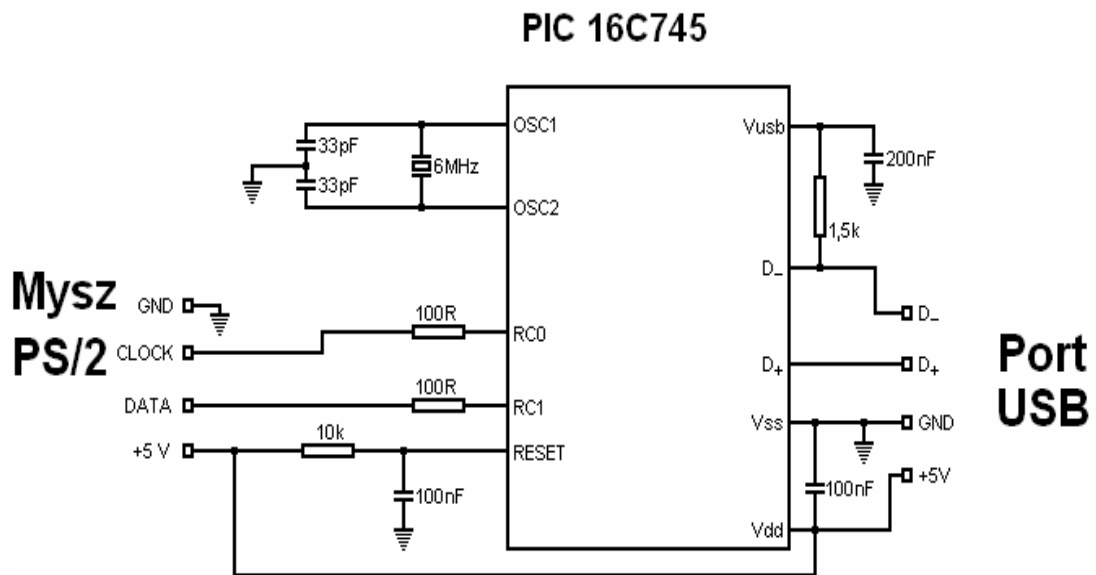 PIC 16C745
OSC1
33pF
6MHz
33pF
OSC2
Vusb
200nF
1,5k
D_
D_
Mysz
PS/2
GND
CLOCK
100R
RC0
DATA
100R
RC1
+5 V
10k
RESET
100nF
D+
D+
Vss
GND
100nF
+5V
Vdd
Port
USB